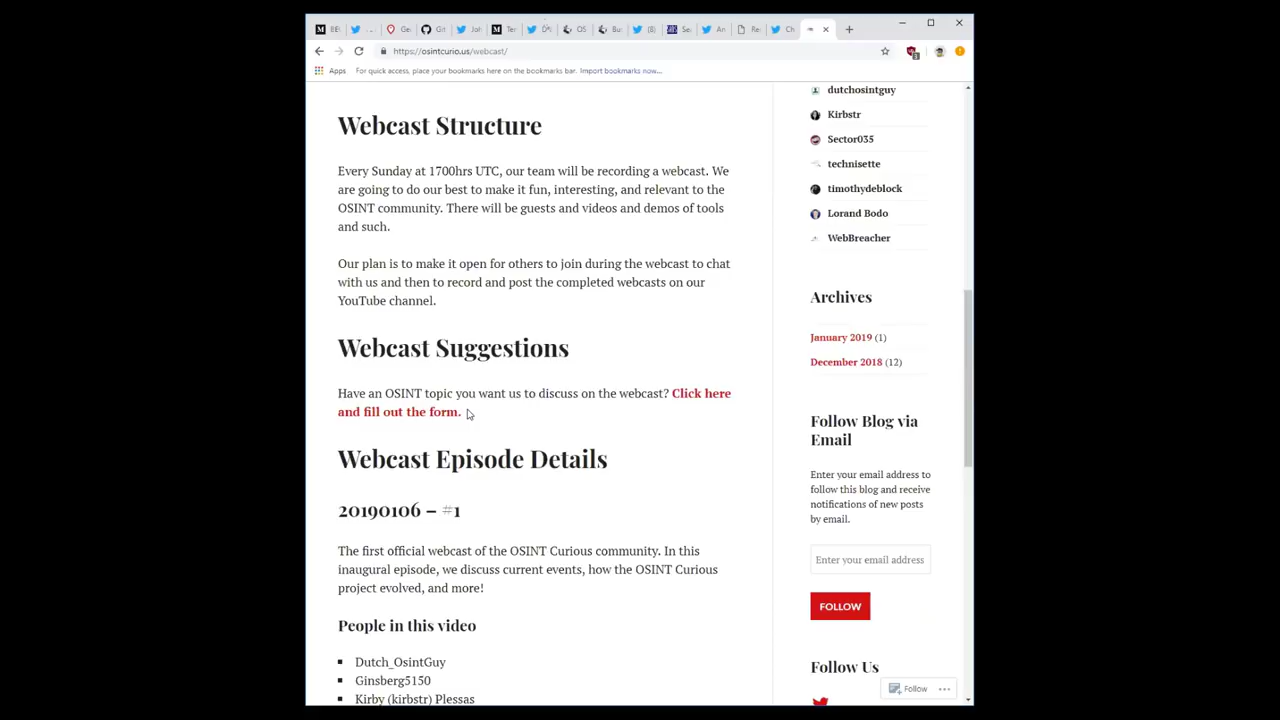 https://osintcurio.us/webcast/
Apps
For quick access, place your bookmarks here on the bookmarks bar. Import bookmarks now...
Webcast Structure
Every Sunday at 1700hrs UTC, our team will be recording a webcast. We
are going to do our best to make it fun, interesting, and relevant to the
OSINT community. There will be guests and videos and demos of tools
and such.
Our plan is to make it open for others to join during the webcast to chat
with us and then to record and post the completed webcasts on our
YouTube channel.
Webcast Suggestions
Have an OSINT topic you want us to discuss on the webcast? Click here
and fill out the form.
Webcast Episode Details
20190106 – #1
The first official webcast of the OSINT Curious community. In this
inaugural episode, we discuss current events, how the OSINT Curious
project evolved, and more!
People in this video
Dutch_OsintGuy
Ginsberg5150
Kirby (kirbstr) Plessas
dutchosintguy
Kirbstr
Sector035
technisette
timothydeblock
Lorand Bodo
WebBreacher
Archives
January 2019 (1)
December 2018 (12)
Follow Blog via
Email
Enter your email address to
follow this blog and receive
notifications of new posts
by email.
Enter your email address
FOLLOW
Follow Us
Follow